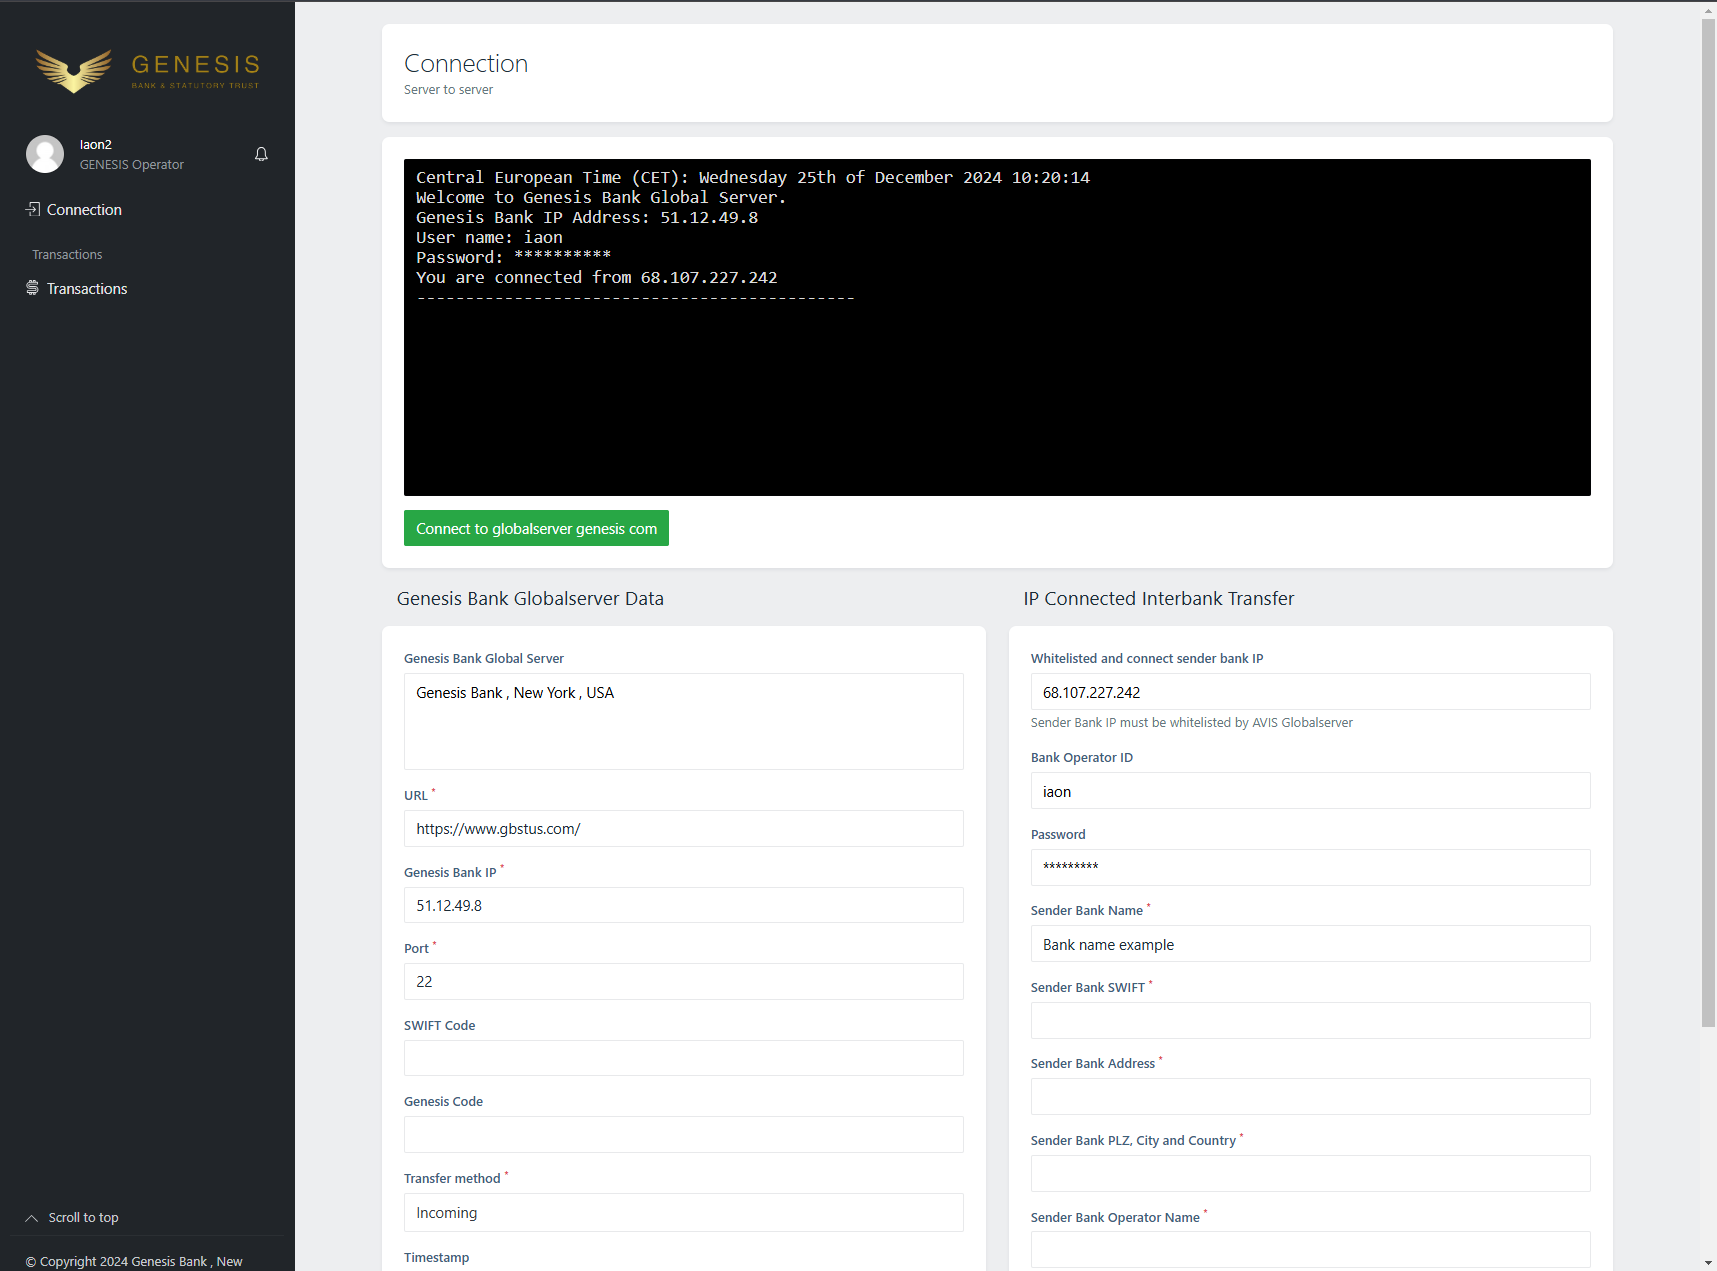 GENESIS
BANK & STATUTORY TRUST
Iaon2
GENESIS Operator
Connection
Transactions
Transactions
Scroll to top
© Copyright 2024 Genesis Bank , New
Connection
Server to server
Central European Time (CET): Wednesday 25th of December 2024 10:20:14
Welcome to Genesis Bank Global Server.
Genesis Bank IP Address: 51.12.49.8
User name: iaon
Password: **********
You are connected from 68.107.227.242
---------------------------------------------
Connect to globalserver genesis com
Genesis Bank Globalserver Data
Genesis Bank Global Server
Genesis Bank , New York , USA
URL *
https://www.gbstus.com/
Genesis Bank IP *
51.12.49.8
Port *
22
SWIFT Code
Genesis Code
Transfer method *
Incoming
Timestamp
IP Connected Interbank Transfer
Whitelisted and connect sender bank IP
68.107.227.242
Sender Bank IP must be whitelisted by AVIS Globalserver
Bank Operator ID
iaon
Password
*********
Sender Bank Name *
Bank name example
Sender Bank SWIFT *
Sender Bank Address *
Sender Bank PLZ, City and Country *
Sender Bank Operator Name *